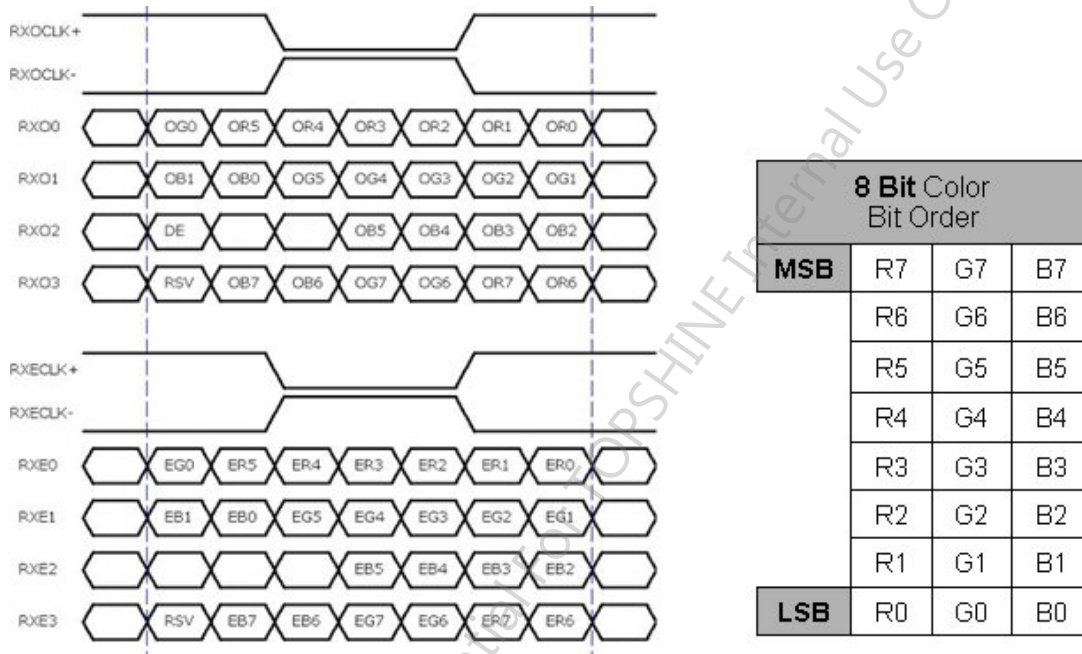 RXOCLK+
RXOCLK-
RXO0 OG0 OR5 OR4 OR3 OR2 OR1 OR0
RXO1 OB1 OB0 OG5 OG4 OG3 OG2 OG1
RXO2 DE OB5 OB4 OB3 OB2
RXO3 RSV OB7 OB6 OG7 OG6 OR7 OR6
RXECLK+
RXECLK-
RXE0 EG0 ER5 ER4 ER3 ER2 ER1 ER0
RXE1 EB1 EB0 EG5 EG4 EG3 EG2 EG1
RXE2 EB5 EB4 EB3 EB2
RXE3 RSV EB7 EB6 EG7 EG6 ER7 ER6
8 Bit Color
Bit Order
MSB R7 G7 B7
R6 G6 B6
R5 G5 B5
R4 G4 B4
R3 G3 B3
R2 G2 B2
R1 G1 B1
LSB R0 G0 B0
For TOPSHINE Internal Use